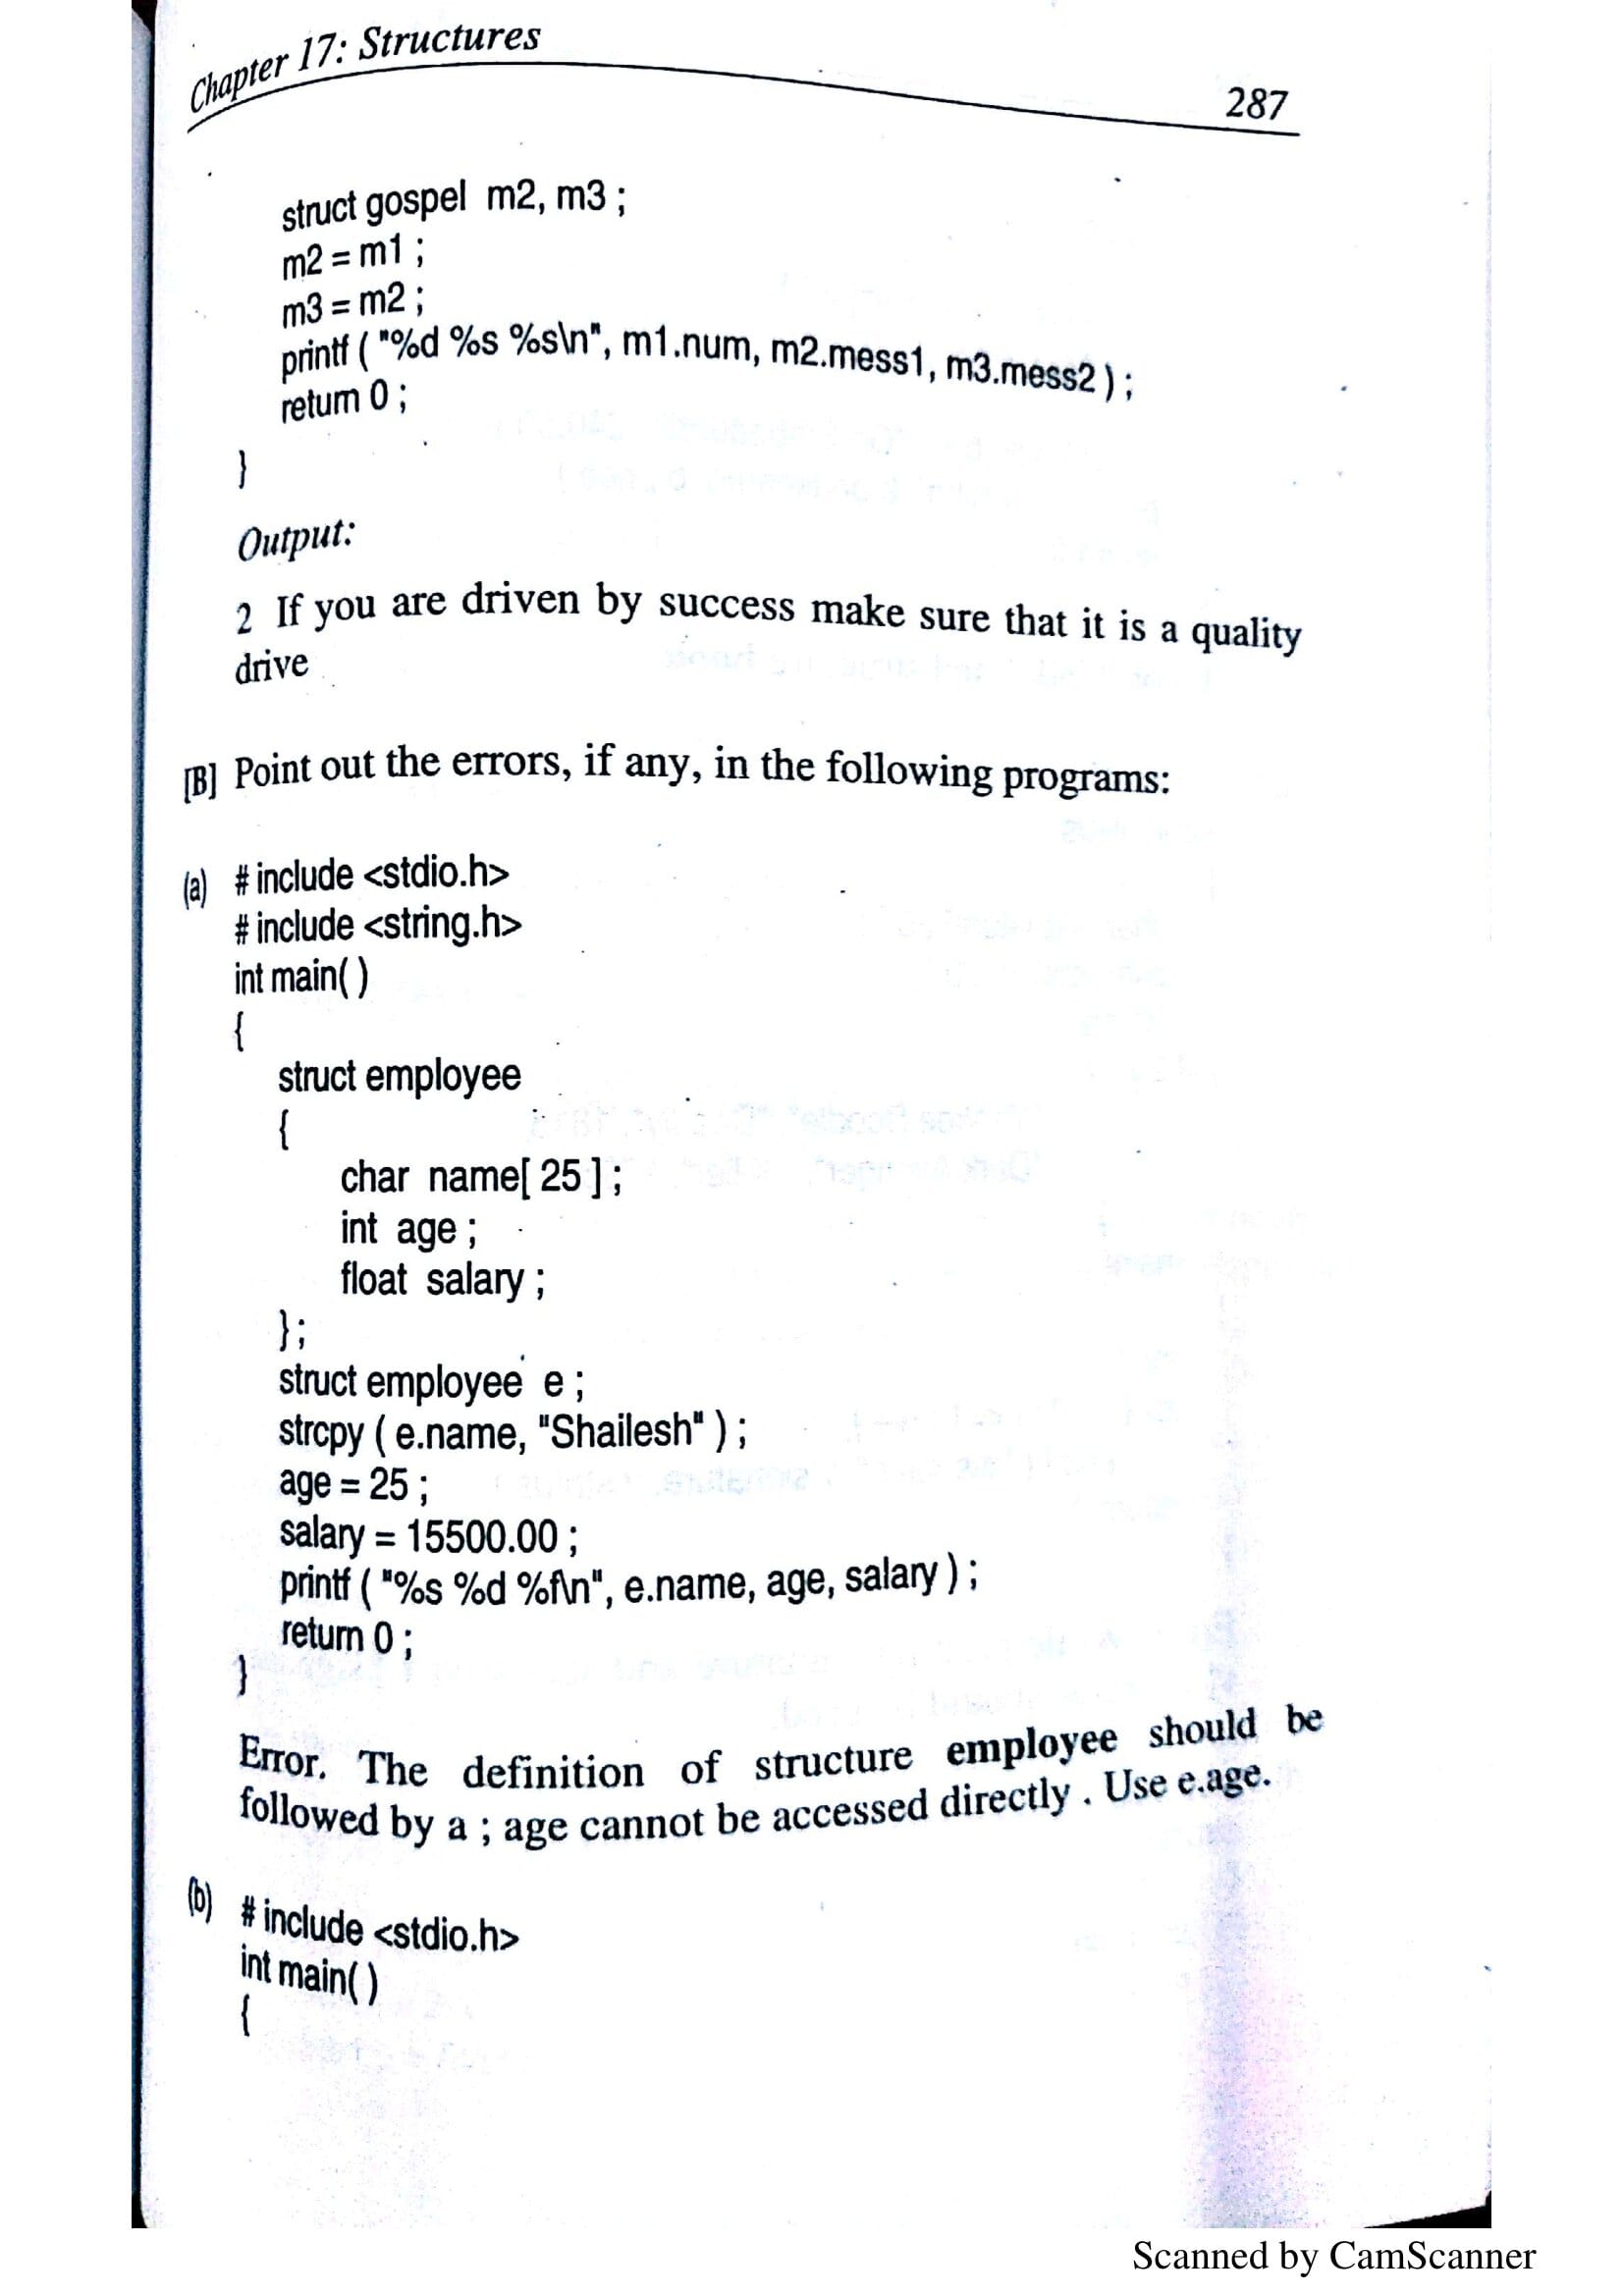 Chapter 17: Structures
287
struct gospel m2, m3 ;
m2 = m1 ;
m3 = m2 ;
printf ( "%d %s %s\n", m1.num, m2.mess1, m3.mess2 ) ;
return 0 ;
}
Output:
2 If you are driven by success make sure that it is a quality
drive
[B] Point out the errors, if any, in the following programs:
(a) # include <stdio.h>
# include <string.h>
int main( )
{
struct employee
{
char name[ 25 ] ;
int age ;
float salary ;
} ;
struct employee e ;
strcpy ( e.name, "Shailesh" ) ;
age = 25 ;
salary = 15500.00 ;
printf ( "%s %d %f\n", e.name, age, salary ) ;
return 0 ;
}
Error. The definition of structure employee should be
followed by a ; age cannot be accessed directly . Use e.age.
(b) # include <stdio.h>
int main( )
{
Scanned by CamScanner